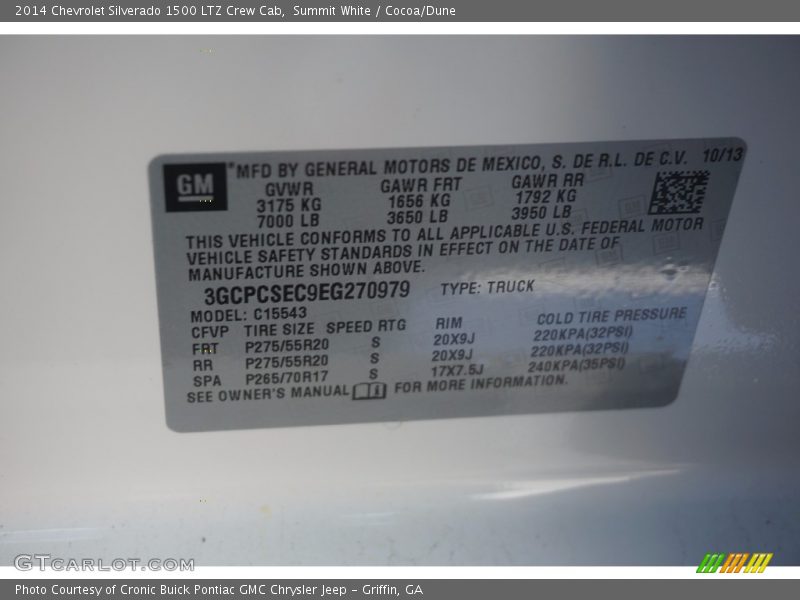 2014 Chevrolet Silverado 1500 LTZ Crew Cab, Summit White / Cocoa/Dune
GM *MFD BY GENERAL MOTORS DE MEXICO, S. DE R.L. DE C.V. 10/13
GVWR GAWR FRT GAWR RR
3175 KG 1656 KG 1792 KG
7000 LB 3650 LB 3950 LB
THIS VEHICLE CONFORMS TO ALL APPLICABLE U.S. FEDERAL MOTOR
VEHICLE SAFETY STANDARDS IN EFFECT ON THE DATE OF
MANUFACTURE SHOWN ABOVE.
3GCPCSEC9EG270979 TYPE: TRUCK
MODEL: C15543
CFVP TIRE SIZE SPEED RTG RIM COLD TIRE PRESSURE
FRT P275/55R20 S 20X9J 220KPA(32PSI)
RR P275/55R20 S 20X9J 220KPA(32PSI)
SPA P265/70R17 S 17X7.5J 240KPA(35PSI)
SEE OWNER'S MANUAL FOR MORE INFORMATION.
GTcarlot.com
Photo Courtesy of Cronic Buick Pontiac GMC Chrysler Jeep – Griffin, GA